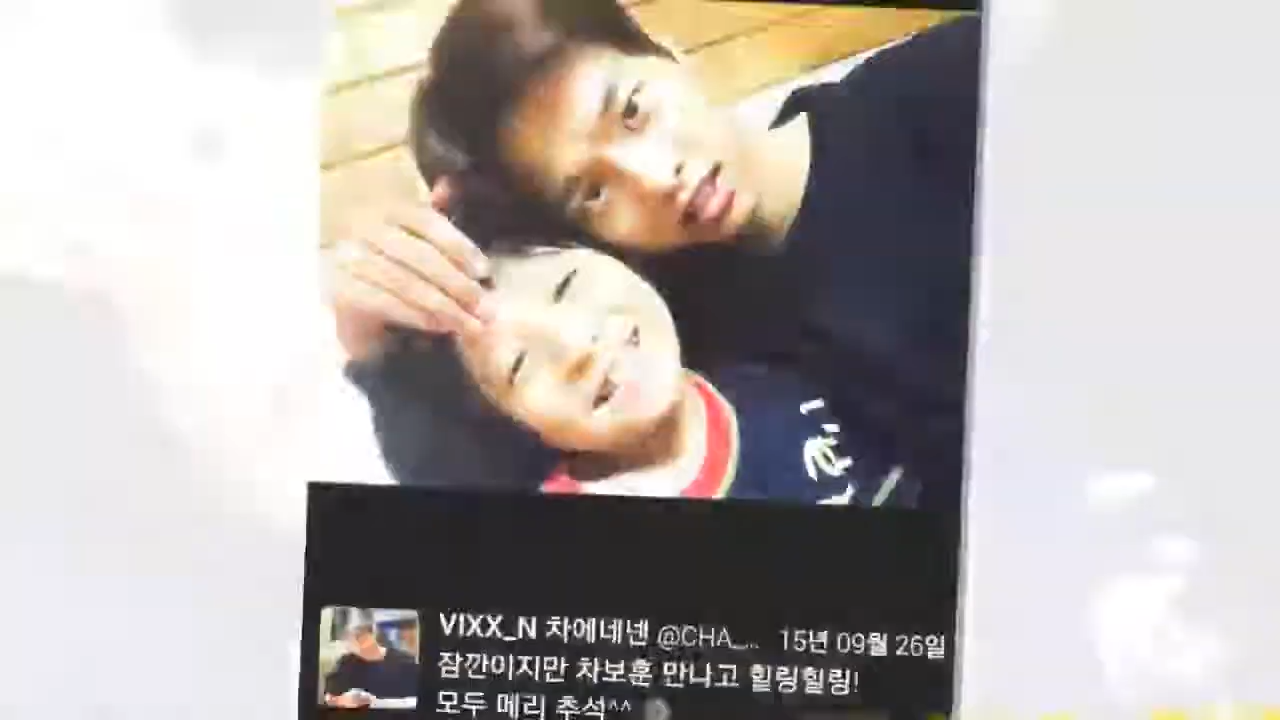 VIXX_N 차에네넨 @CHA_.. 15년 09월 26일
잠깐이지만 차보훈 만나고 힐링힐링!
모두 메리 추석^^